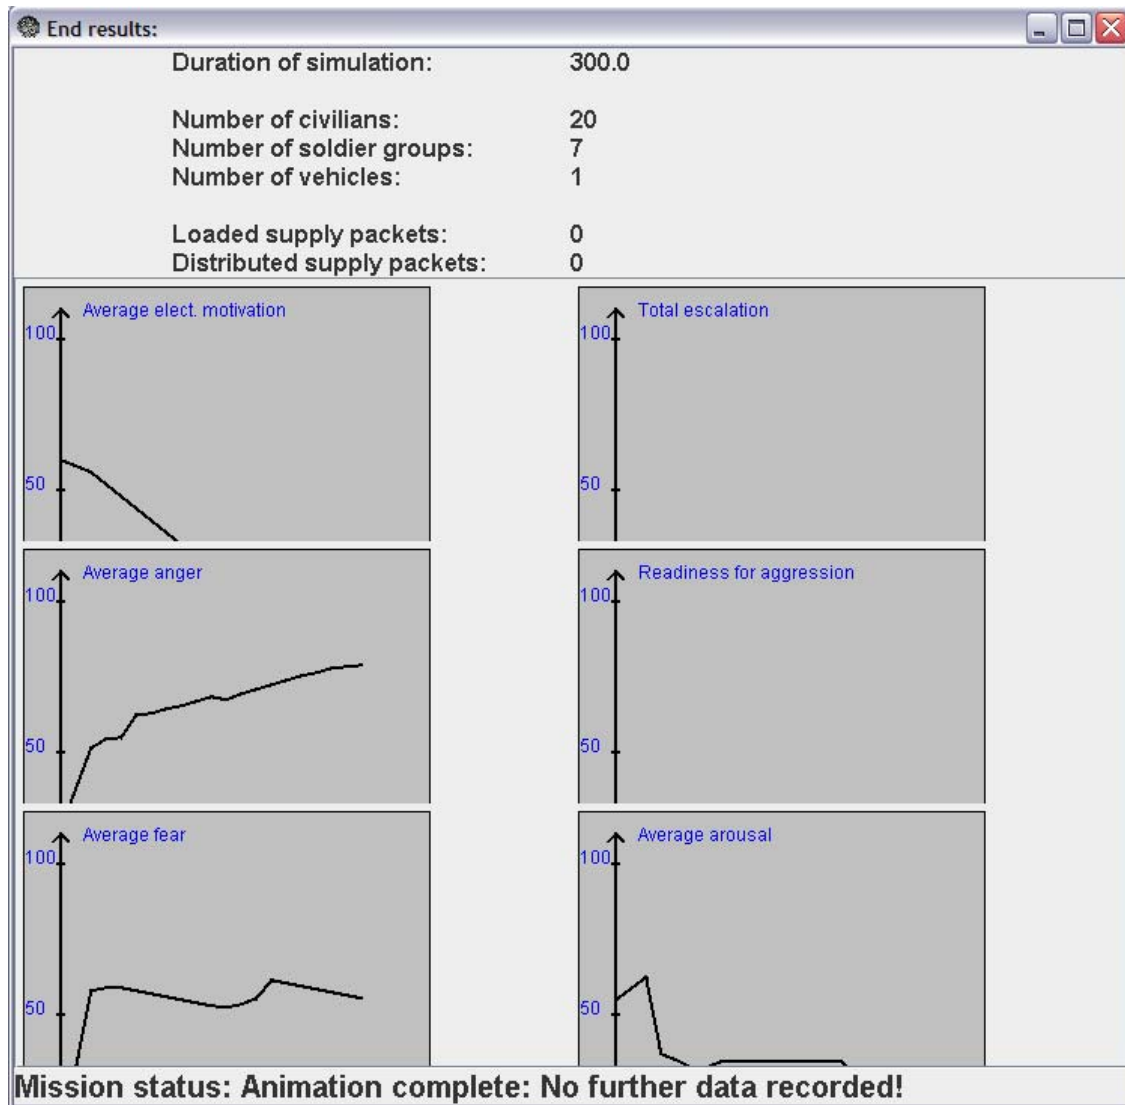 End results:
Duration of simulation: 300.0
Number of civilians: 20
Number of soldier groups: 7
Number of vehicles: 1
Loaded supply packets: 0
Distributed supply packets: 0
Average elect. motivation
100
50
Total escalation
100
50
Average anger
100
50
Readiness for aggression
100
50
Average fear
100
50
Average arousal
100
50
Mission status: Animation complete: No further data recorded!